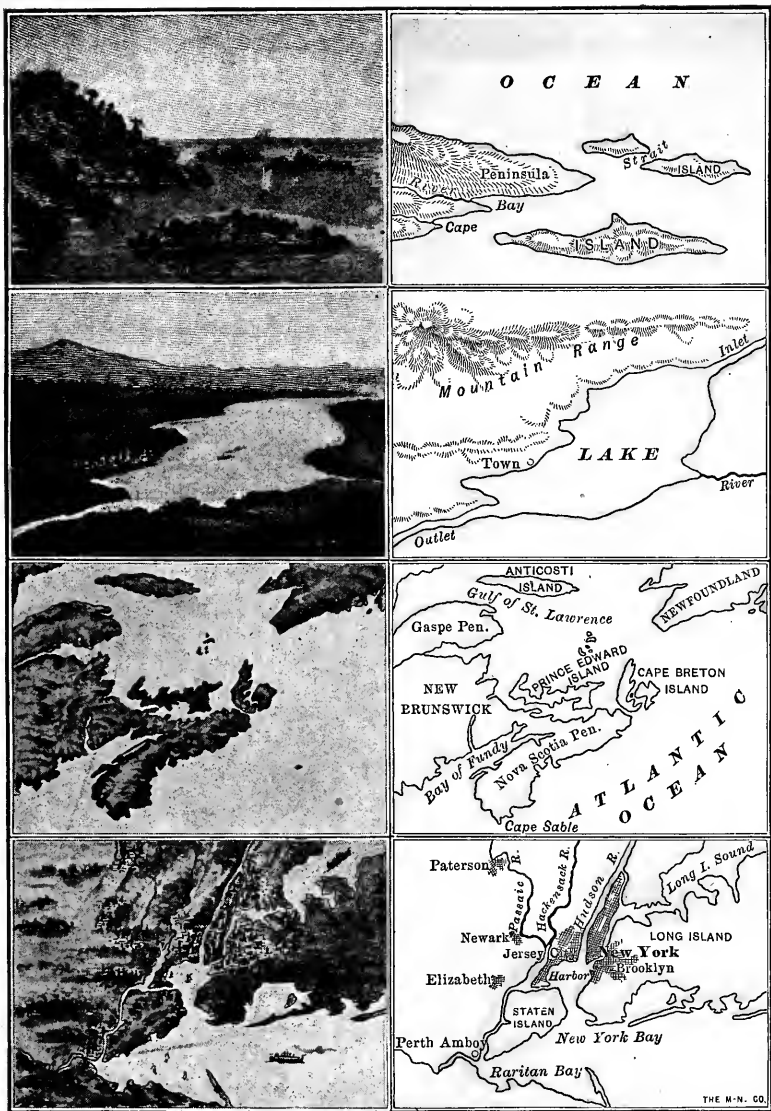 OCEAN
Strait
ISLAND
Peninsula
River
Bay
Cape
ISLAND
Mountain Range
Inlet
Town
LAKE
River
Outlet
ANTICOSTI
ISLAND
Gulf of St. Lawrence
NEWFOUNDLAND
Gaspe Pen.
PRINCE EDWARD
ISLAND
CAPE BRETON
ISLAND
NEW
BRUNSWICK
Bay of Fundy
Nova Scotia Pen.
ATLANTIC
OCEAN
Cape Sable
Paterson
Passaic R.
Hackensack R.
Hudson R.
Long I. Sound
Newark
LONG ISLAND
Jersey C.
New York
Brooklyn
Elizabeth
Harbor
STATEN
ISLAND
New York Bay
Perth Amboy
Raritan Bay
THE M.-N. CO.